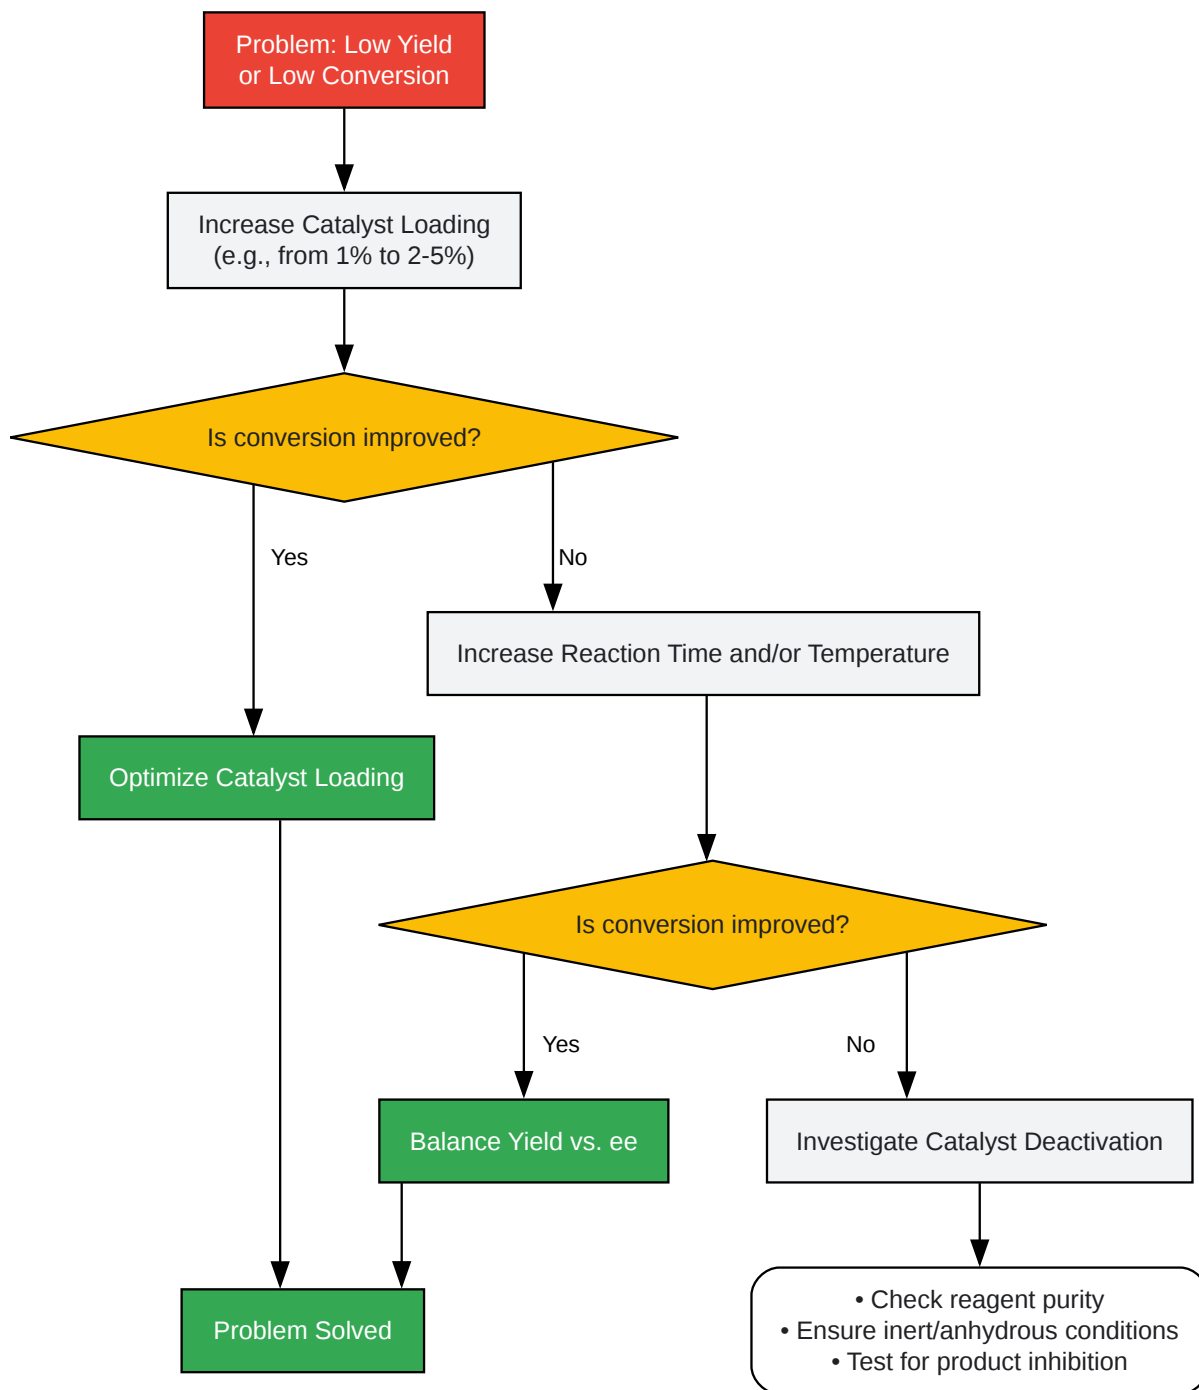 Problem: Low Yield
or Low Conversion
Increase Catalyst Loading
(e.g., from 1% to 2-5%)
Is conversion improved?
Yes
No
Increase Reaction Time and/or Temperature
Optimize Catalyst Loading
Is conversion improved?
Yes
No
Balance Yield vs. ee
Investigate Catalyst Deactivation
Problem Solved
• Check reagent purity
• Ensure inert/anhydrous conditions
• Test for product inhibition